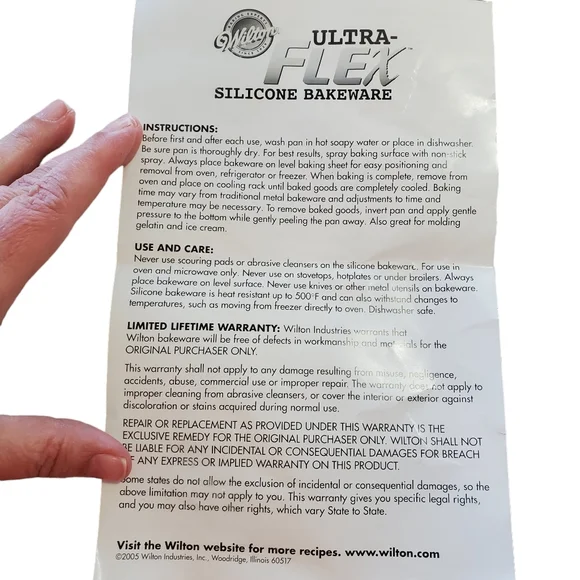 Wilton
ULTRA-
FLEX™
SILICONE BAKEWARE
INSTRUCTIONS:
Before first and after each use, wash pan in hot soapy water or place in dishwasher.
Be sure pan is thoroughly dry. For best results, spray baking surface with non-stick
spray. Always place bakeware on level baking sheet for easy positioning and
removal from oven, refrigerator or freezer. When baking is complete, remove from
oven and place on cooling rack until baked goods are completely cooled. Baking
time may vary from traditional metal bakeware and adjustments to time and
temperature may be necessary. To remove baked goods, invert pan and apply gentle
pressure to the bottom while gently peeling the pan away. Also great for molding
gelatin and ice cream.
USE AND CARE:
Never use scouring pads or abrasive cleansers on the silicone bakeware. For use in
oven and microwave only. Never use on stovetops, hotplates or under broilers. Always
place bakeware on level surface. Never use knives or other metal utensils on bakeware.
Silicone bakeware is heat resistant up to 500°F and can also withstand changes to
temperatures, such as moving from freezer directly to oven. Dishwasher safe.
LIMITED LIFETIME WARRANTY: Wilton Industries warrants that
Wilton bakeware will be free of defects in workmanship and materials for the
ORIGINAL PURCHASER ONLY.
This warranty shall not apply to any damage resulting from misuse, negligence,
accidents, abuse, commercial use or improper repair. The warranty does not apply to
improper cleaning from abrasive cleansers, or cover the interior or exterior against
discoloration or stains acquired during normal use.
REPAIR OR REPLACEMENT AS PROVIDED UNDER THIS WARRANTY IS THE
EXCLUSIVE REMEDY FOR THE ORIGINAL PURCHASER ONLY. WILTON SHALL NOT
BE LIABLE FOR ANY INCIDENTAL OR CONSEQUENTIAL DAMAGES FOR BREACH
OF ANY EXPRESS OR IMPLIED WARRANTY ON THIS PRODUCT.
Some states do not allow the exclusion of incidental or consequential damages, so the
above limitation may not apply to you. This warranty gives you specific legal rights,
and you may also have other rights, which vary State to State.
Visit the Wilton website for more recipes. www.wilton.com
©2005 Wilton Industries, Inc., Woodridge, Illinois 60517